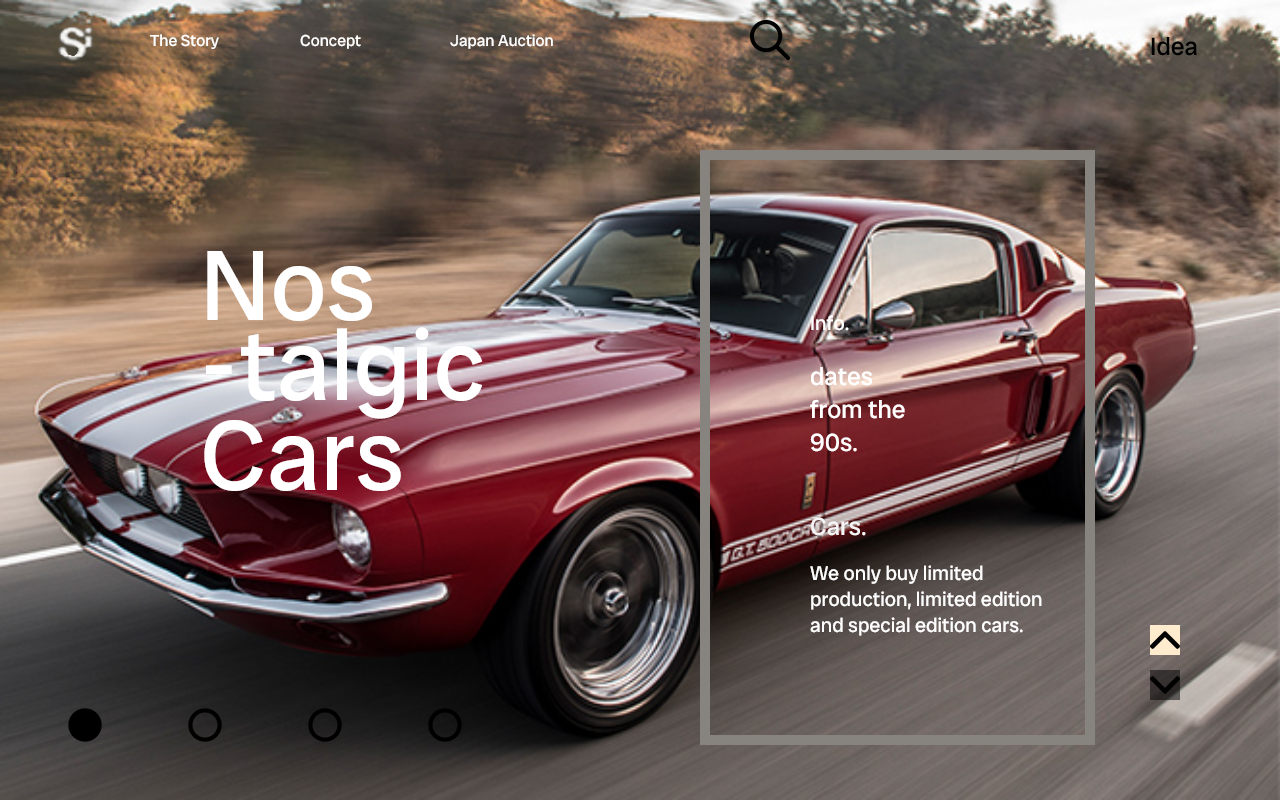 Si
The Story
Concept
Japan Auction
Idea
Nos
-talgic
Cars
Info.
dates
from the
90s.
G.T. 500
Cars.
We only buy limited
production, limited edition
and special edition cars.